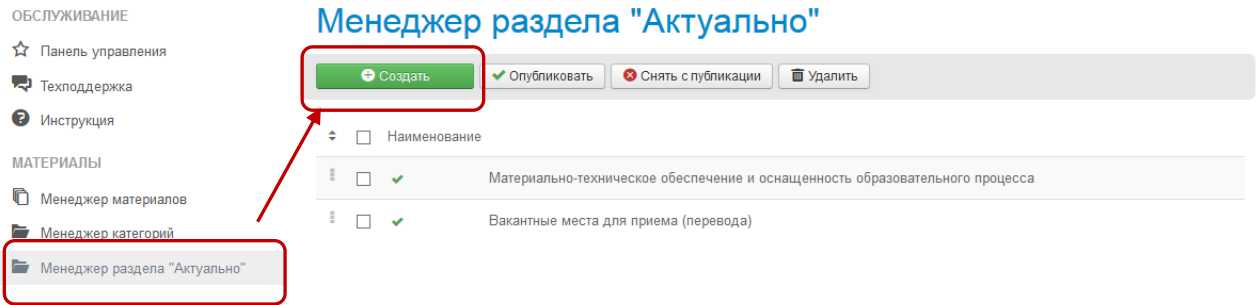 ОБСЛУЖИВАНИЕ
Панель управления
Техподдержка
Инструкция
МАТЕРИАЛЫ
Менеджер материалов
Менеджер категорий
Менеджер раздела "Актуально"
Менеджер раздела "Актуально"
Создать Опубликовать Снять с публикации Удалить
Наименование
Материально-техническое обеспечение и оснащенность образовательного процесса
Вакантные места для приема (перевода)